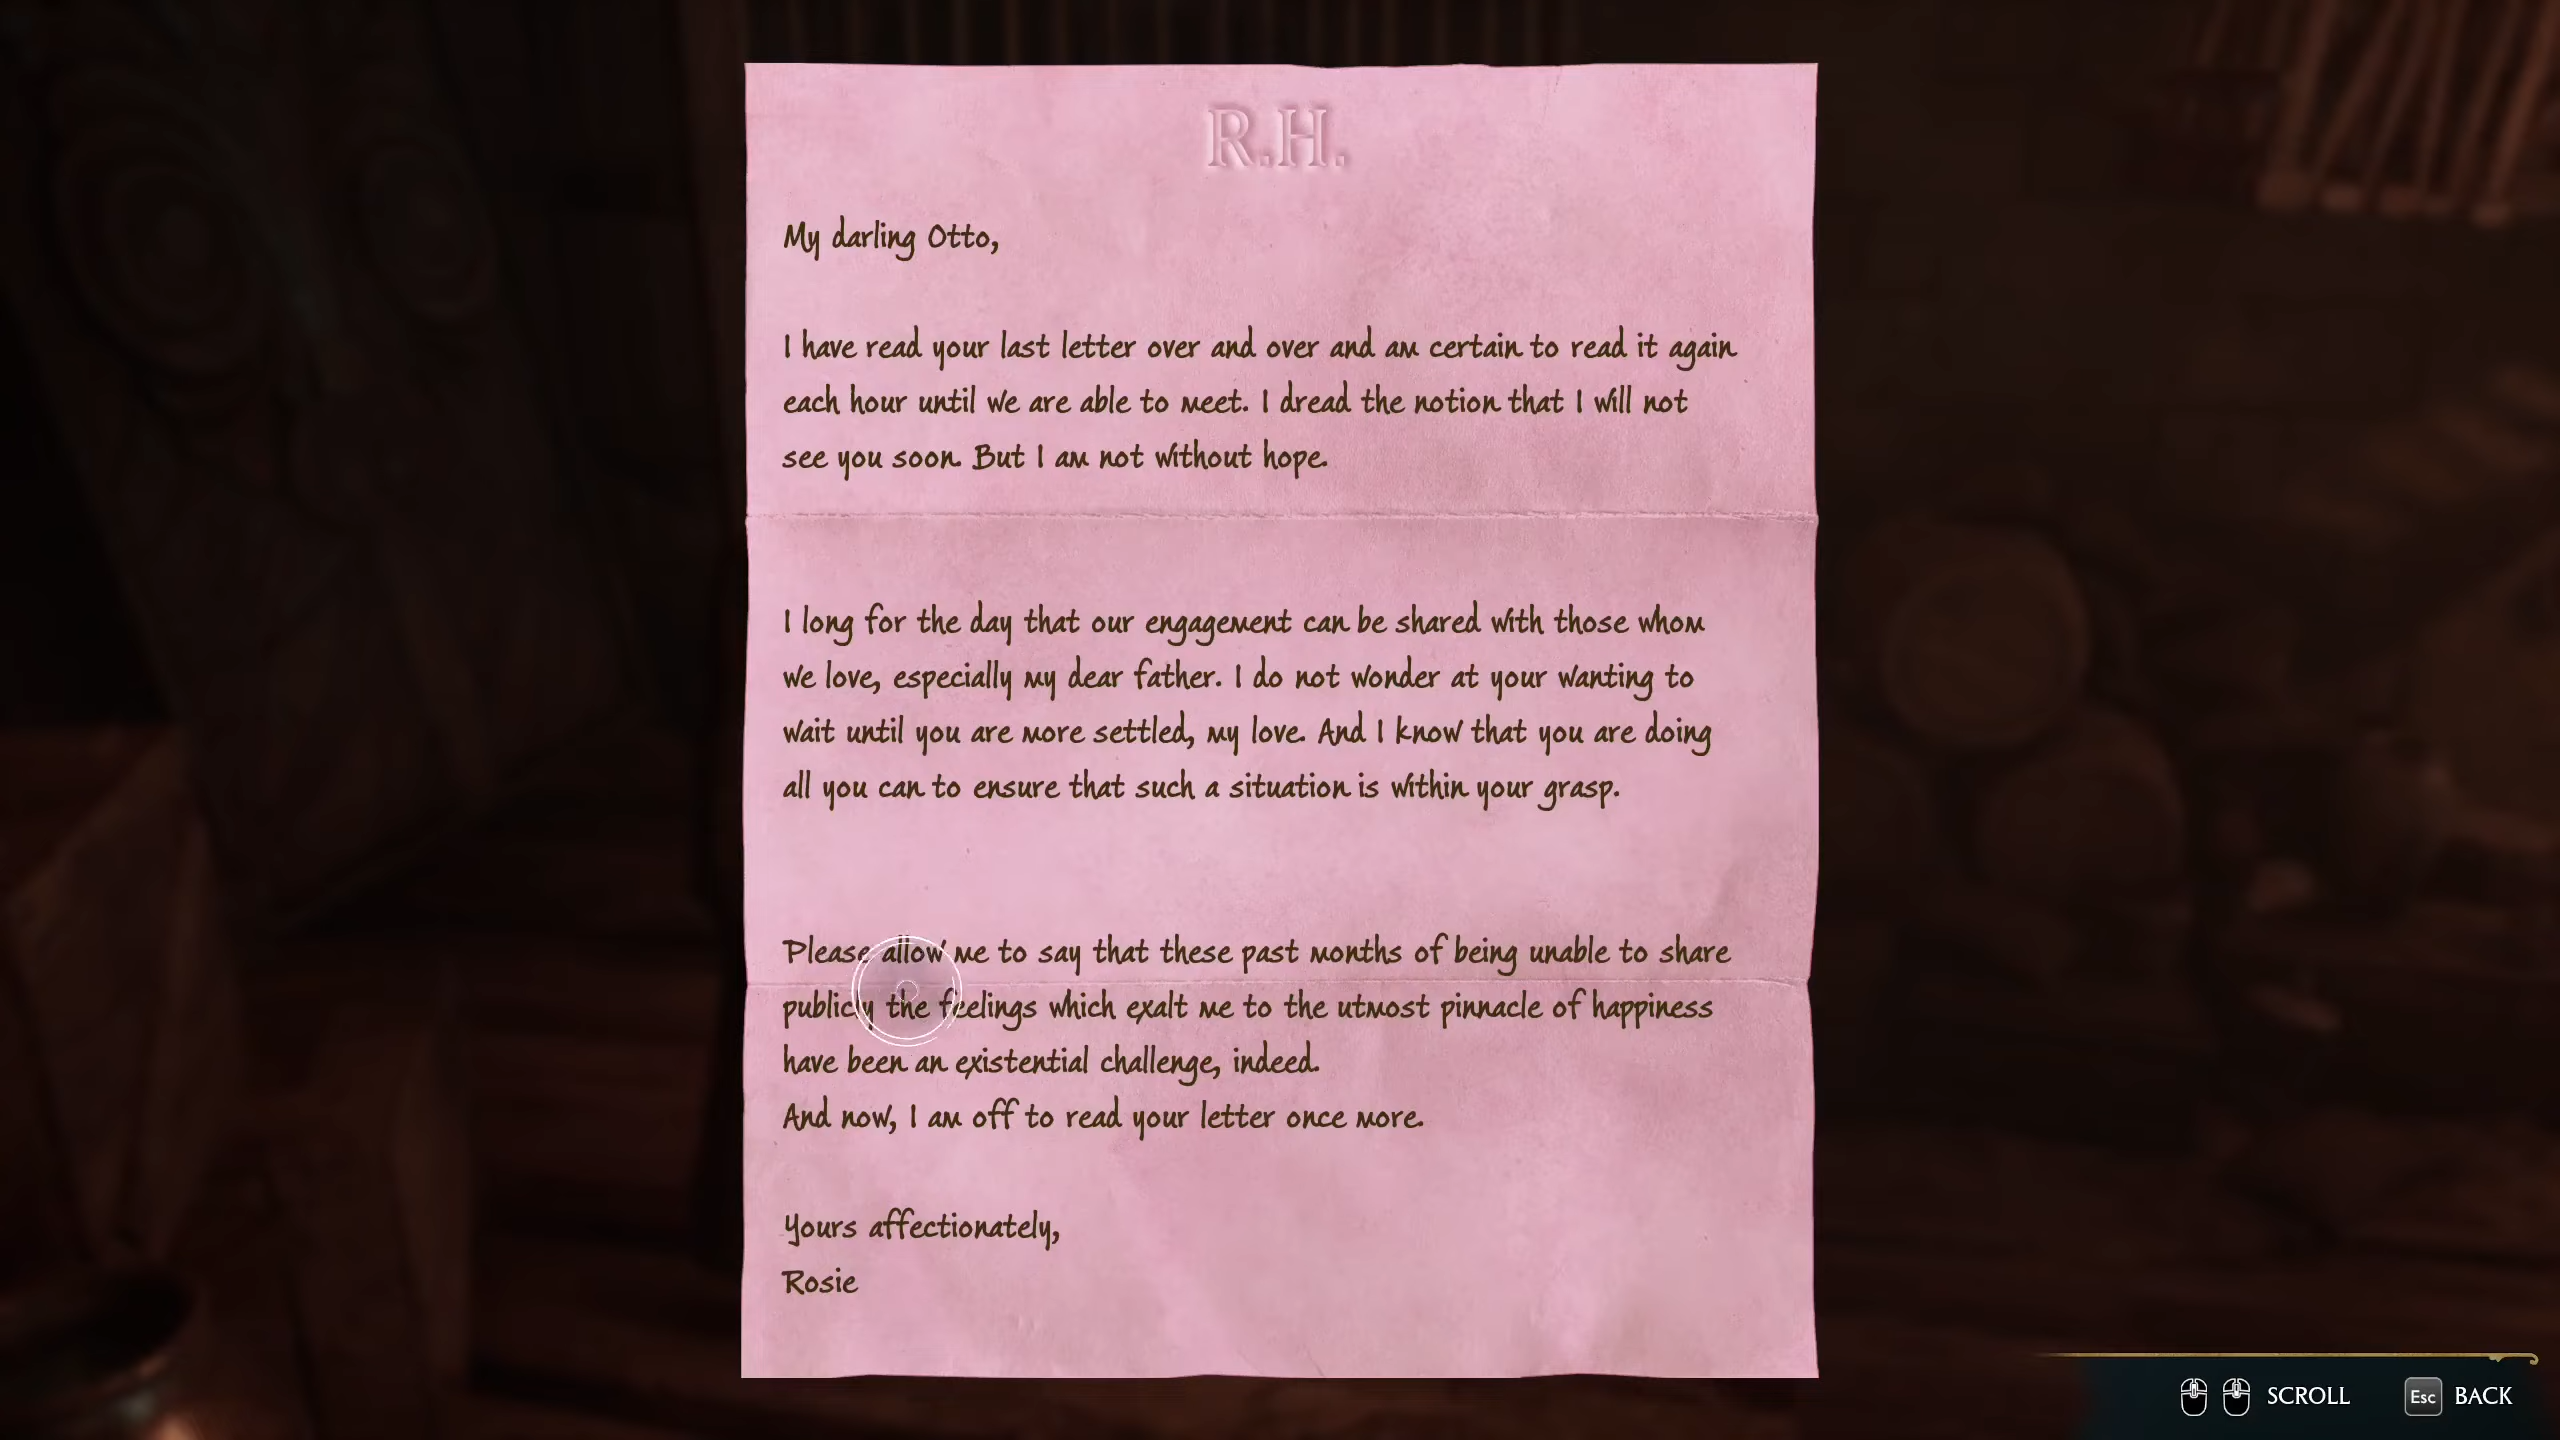 R.H.
My darling Otto,
I have read your last letter over and over and am certain to read it again
each hour until we are able to meet. I dread the notion that I will not
see you soon. But I am not without hope.
I long for the day that our engagement can be shared with those whom
we love, especially my dear father. I do not wonder at your wanting to
wait until you are more settled, my love. And I know that you are doing
all you can to ensure that such a situation is within your grasp.
Please allow me to say that these past months of being unable to share
publicly the feelings which exalt me to the utmost pinnacle of happiness
have been an existential challenge, indeed.
And now, I am off to read your letter once more.
Yours affectionately,
Rosie
SCROLL Esc BACK